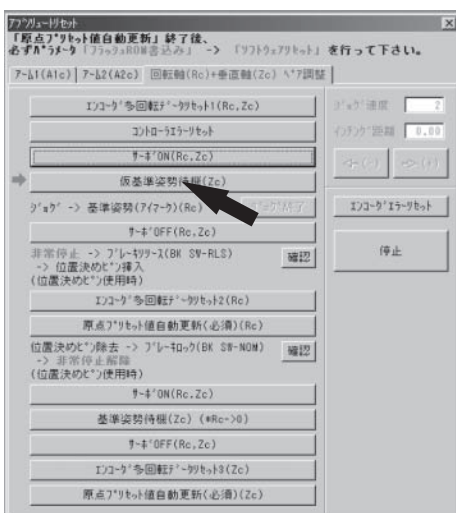 アブソリュートリセット
「原点プリセット値自動更新」終了後、
必ずパラメータ「フラッシュROM書込み」 -> 「ソフトウェアリセット」 を行って下さい。
アーム1(A1c) アーム2(A2c) 回転軸(Rc)+垂直軸(Zc) ペア調整
エンコーダ多回転データリセット1(Rc,Zc)
コントローラエラーリセット
サーボON(Rc,Zc)
仮基準姿勢待機(Zc)
ジョグ -> 基準姿勢(アイマーク)(Rc) ジョグ終了
サーボOFF(Rc,Zc)
非常停止 -> ブレーキリリース(BK SW-RLS)
-> 位置決めピン挿入
(位置決めピン使用時)
確認
エンコーダ多回転データリセット2(Rc)
原点プリセット値自動更新(必須)(Rc)
位置決めピン除去 -> ブレーキロック(BK SW-NOM)
-> 非常停止解除
(位置決めピン使用時)
確認
サーボON(Rc,Zc)
基準姿勢待機(Zc) (*Rc->0)
サーボOFF(Rc,Zc)
エンコーダ多回転データリセット3(Zc)
原点プリセット値自動更新(必須)(Zc)
ジョグ速度 2
インチング距離 0.00
<-(-) ->(+)
エンコーダエラーリセット
停止